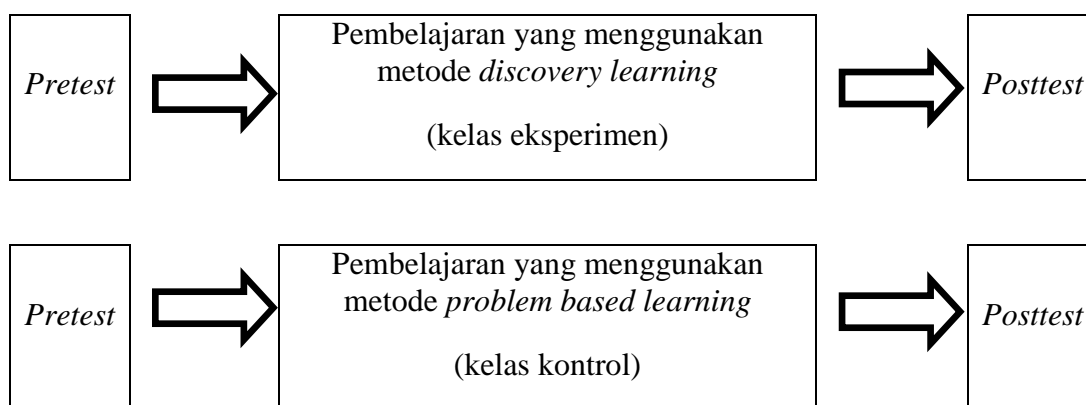 Pretest
Pembelajaran yang menggunakan
metode discovery learning
(kelas eksperimen)
Posttest
Pretest
Pembelajaran yang menggunakan
metode problem based learning
(kelas kontrol)
Posttest